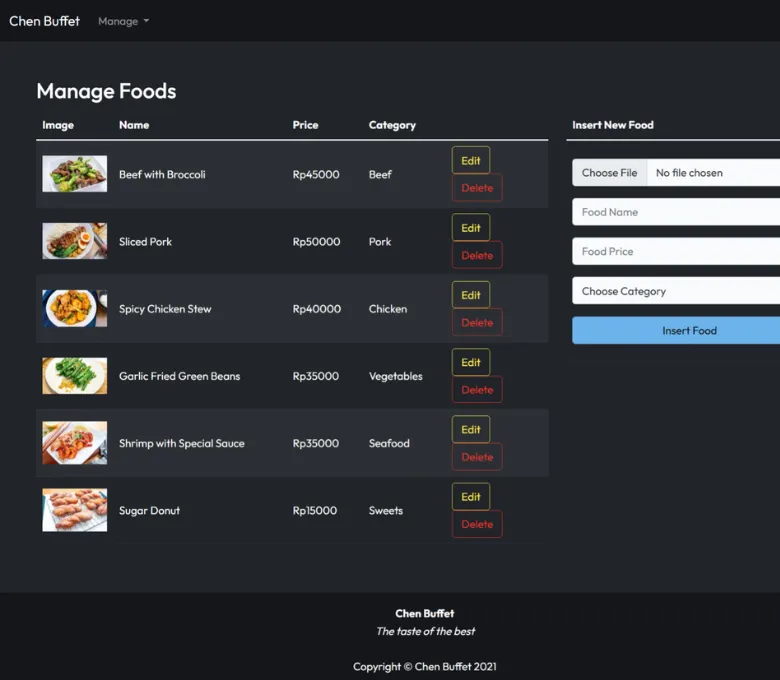 Chen Buffet Manage
Manage Foods
Image Name Price Category
Beef with Broccoli Rp45000 Beef Edit Delete
Sliced Pork Rp50000 Pork Edit Delete
Spicy Chicken Stew Rp40000 Chicken Edit Delete
Garlic Fried Green Beans Rp35000 Vegetables Edit Delete
Shrimp with Special Sauce Rp35000 Seafood Edit Delete
Sugar Donut Rp15000 Sweets Edit Delete
Insert New Food
Choose File No file chosen
Food Name
Food Price
Choose Category
Insert Food
Chen Buffet
The taste of the best
Copyright © Chen Buffet 2021